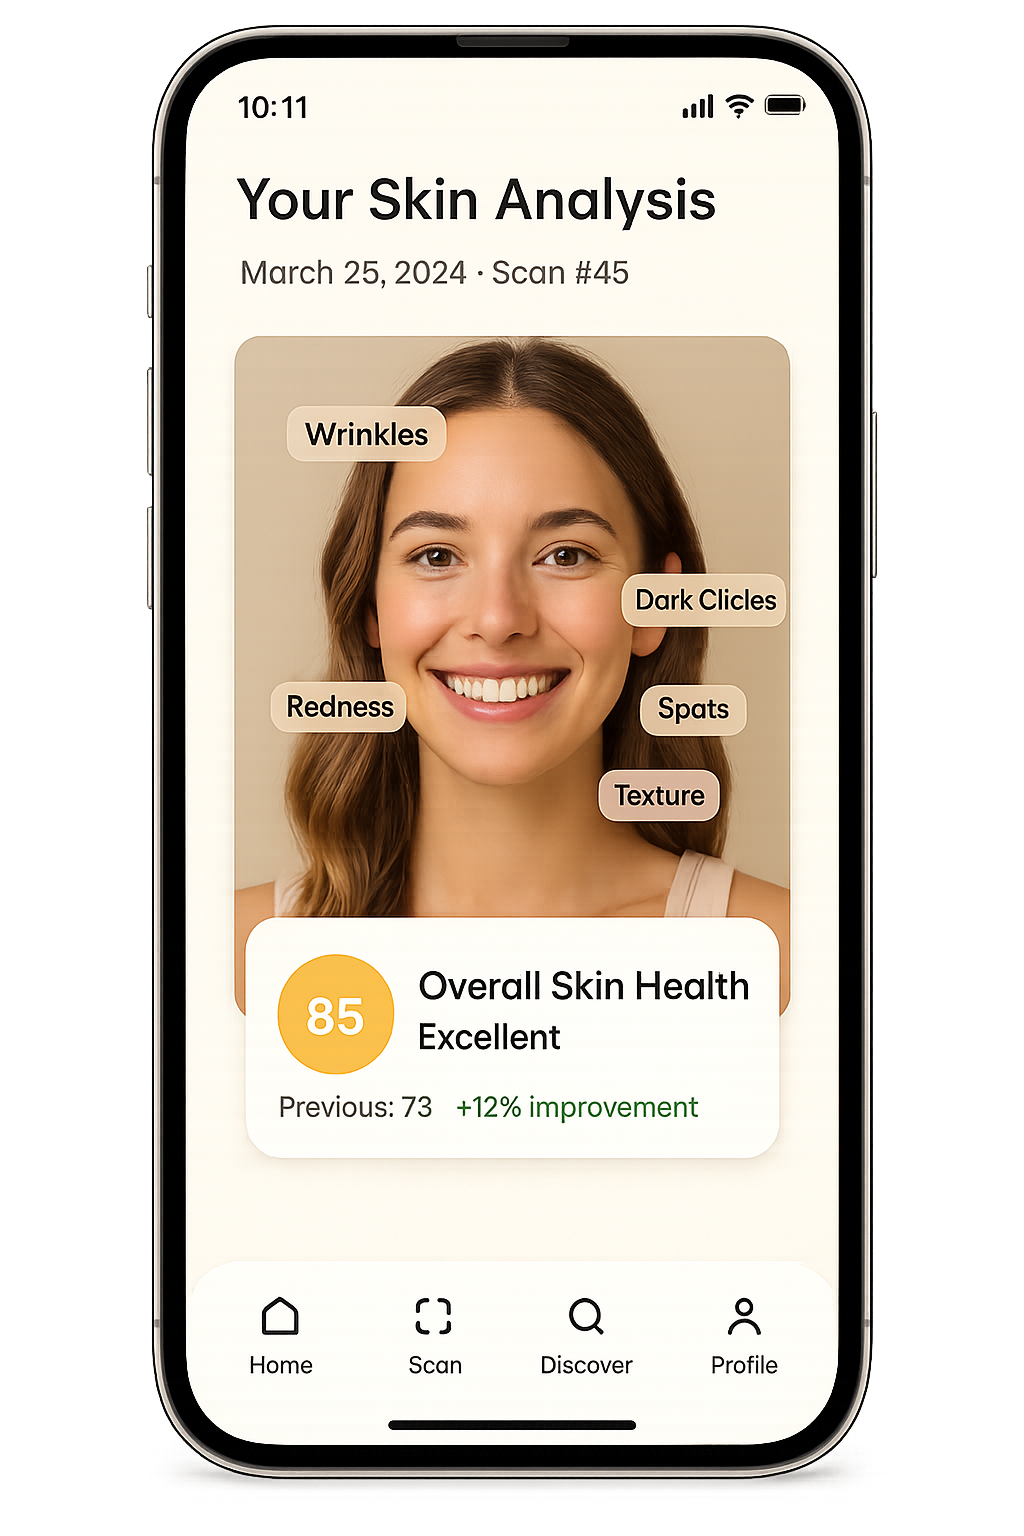 10:11
Your Skin Analysis
March 25, 2024 · Scan #45
Wrinkles
Dark Clicles
Redness
Spats
Texture
85
Overall Skin Health
Excellent
Previous: 73 +12% improvement
Home
Scan
Discover
Profile